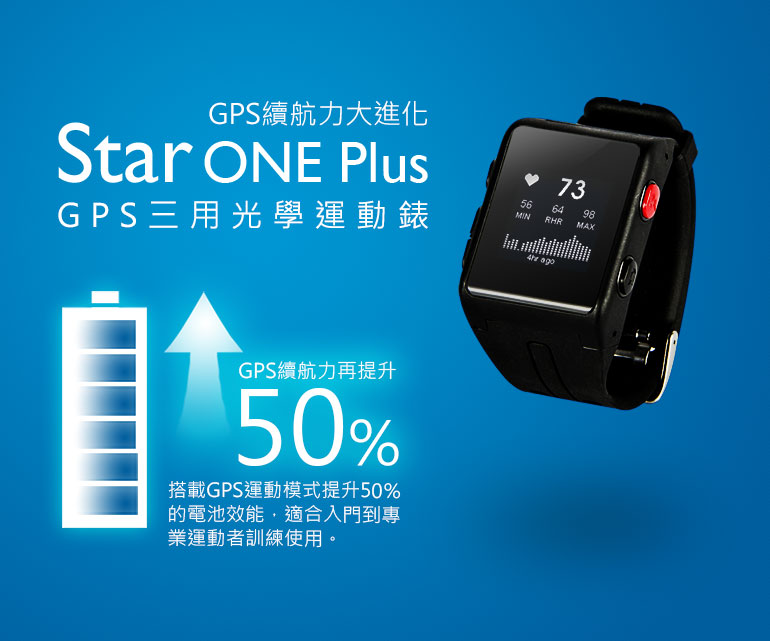 GPS續航力大進化
Star ONE Plus
GPS三用光學運動錶
73
56 64 98
MIN RHR MAX
4hr ago
GPS續航力再提升
50%
搭載GPS運動模式提升50%
的電池效能，適合入門到專
業運動者訓練使用。